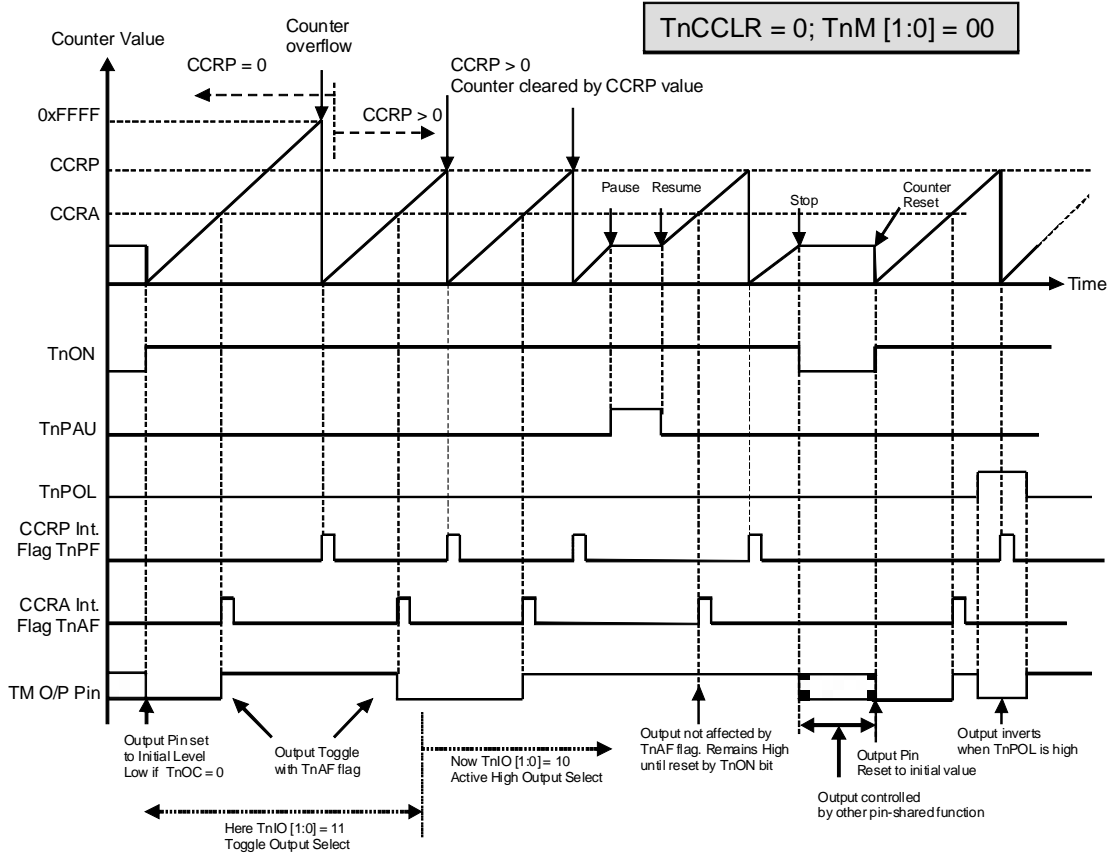 TnCCLR = 0; TnM [1:0] = 00
Counter Value
Counter
overflow
CCRP = 0
CCRP > 0
CCRP > 0
Counter cleared by CCRP value
0xFFFF
CCRP
CCRA
Pause
Resume
Stop
Counter
Reset
Time
TnON
TnPAU
TnPOL
CCRP Int.
Flag TnPF
CCRA Int.
Flag TnAF
TM O/P Pin
Output Pin set
to Initial Level
Low if TnOC = 0
Output Toggle
with TnAF flag
Now TnIO [1:0] = 10
Active High Output Select
Output not affected by
TnAF flag. Remains High
until reset by TnON bit
Output Pin
Reset to initial value
Output inverts
when TnPOL is high
Output controlled
by other pin-shared function
Here TnIO [1:0] = 11
Toggle Output Select